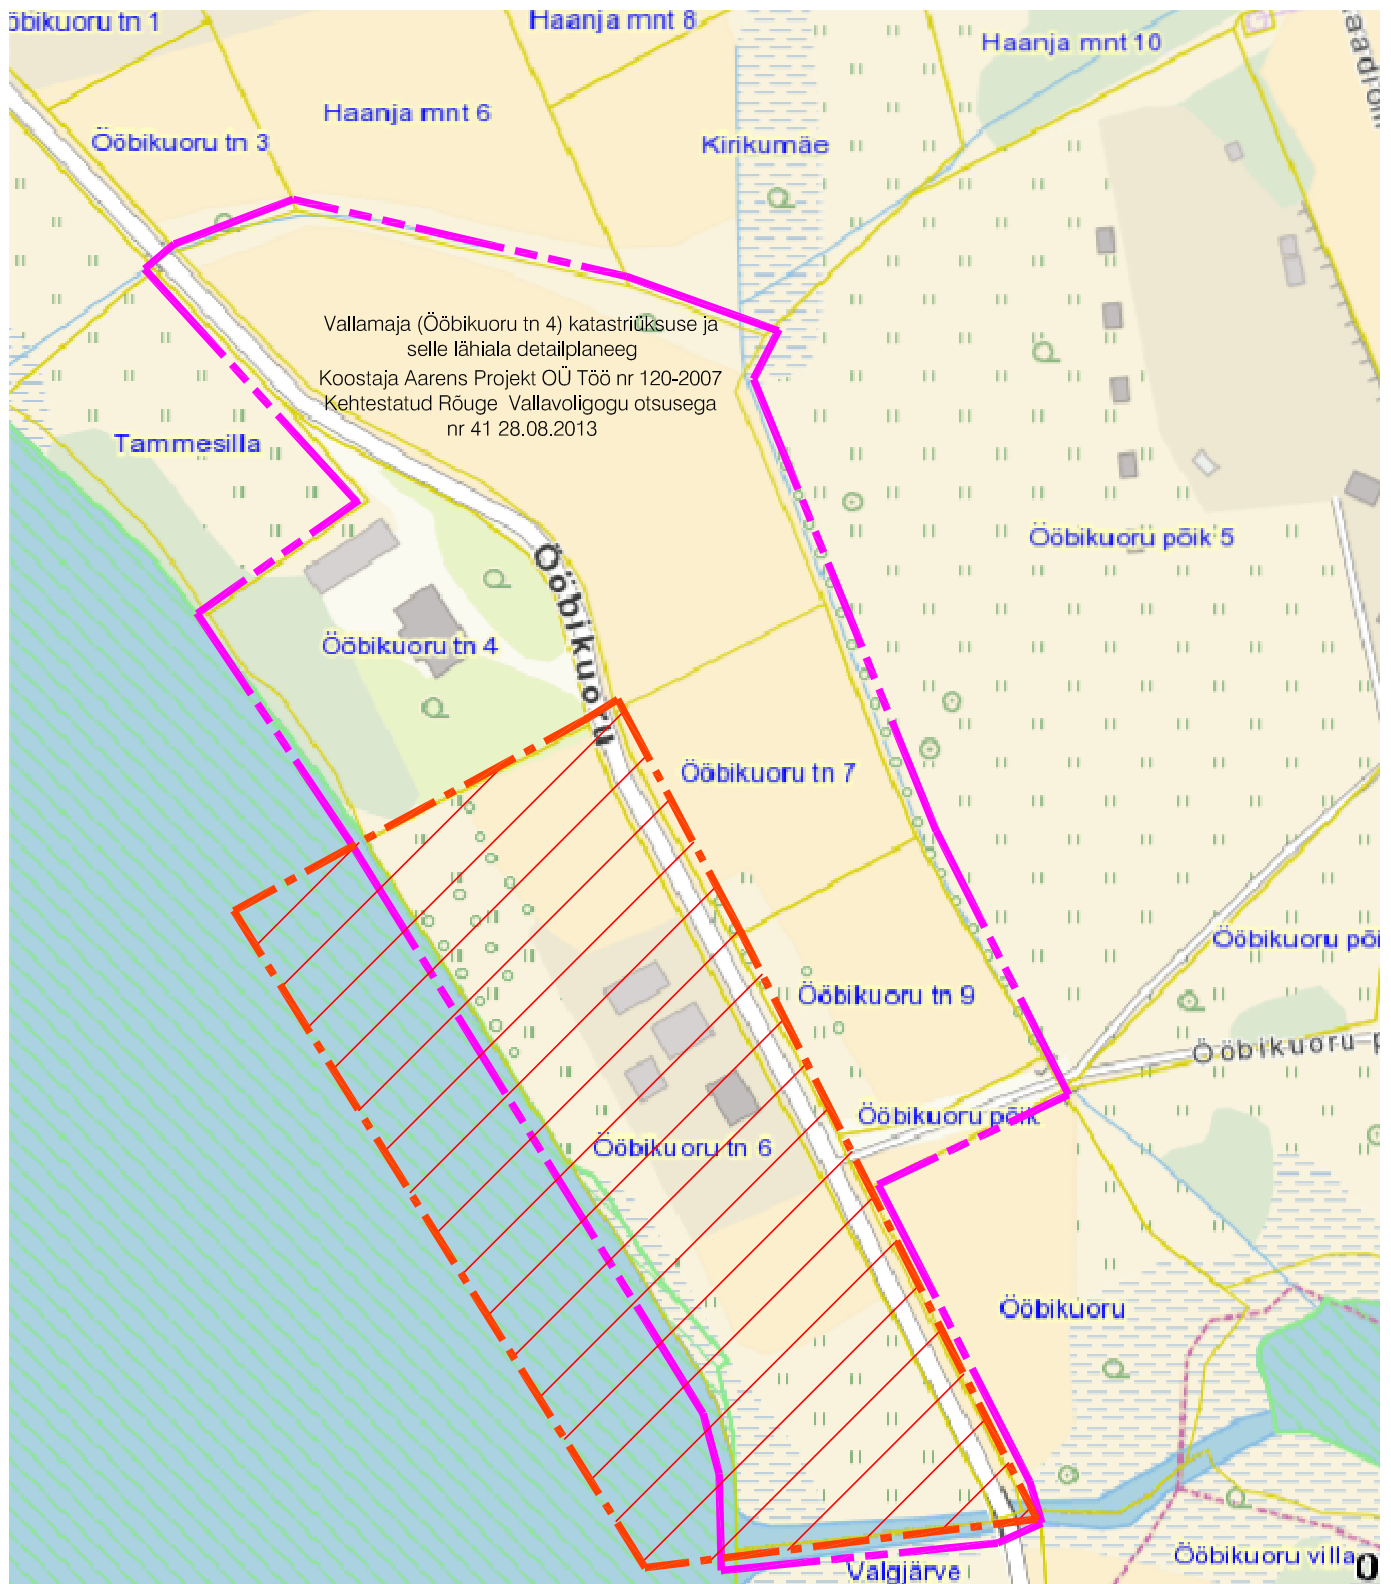 õbikuoru tn 1
Haanja mnt 8
Haanja mnt 10
Haanja mnt 6
Ööbikuoru tn 3
Kirikumäe
Vallamaja (Ööbikuoru tn 4) katastriüksuse ja
selle lähiala detailplaneeg
Koostaja Aarens Projekt OÜ Töö nr 120-2007
Kehtestatud Rõuge Vallavoligogu otsusega
nr 41 28.08.2013
Tammesilla
Ööbikuoru põik 5
Ööbikuoru
Ööbikuoru tn 4
Ööbikuoru tn 7
Ööbikuoru põi
Ööbikuoru tn 9
Ööbikuoru p
Ööbikuoru põik
Ööbikuoru tn 6
Ööbikuoru
Ööbikuoru villa
0
Valgjärve